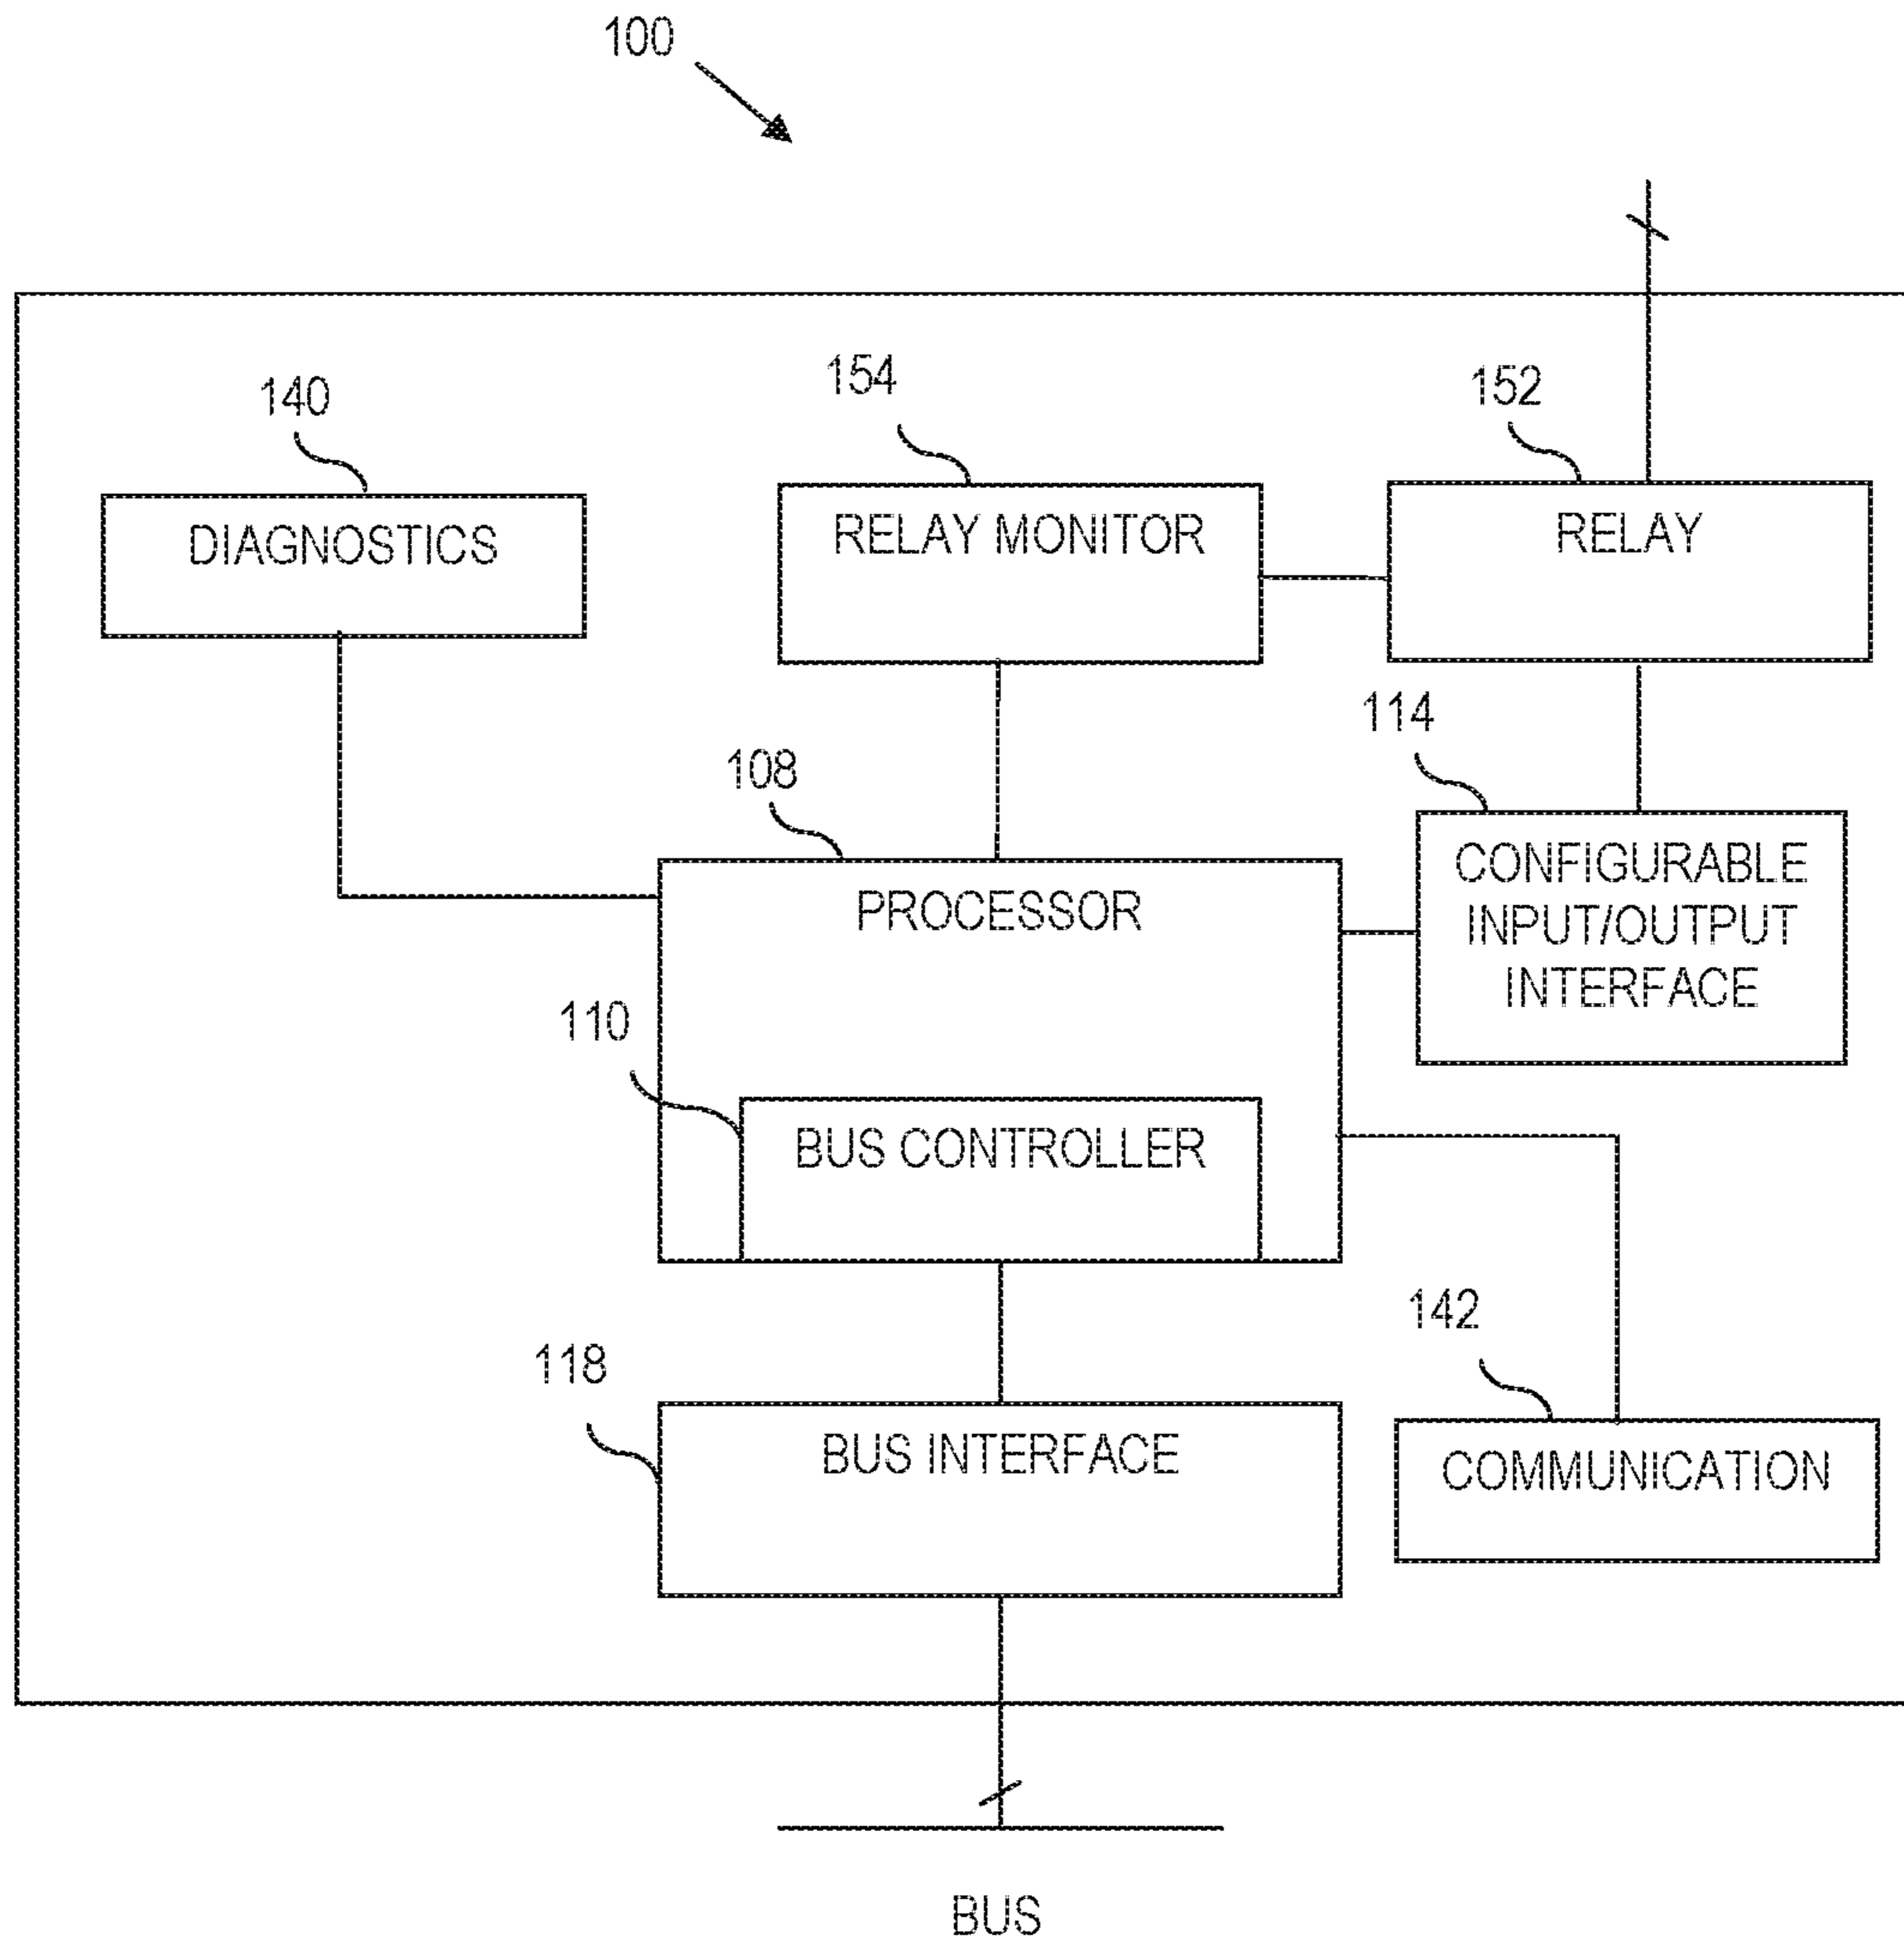 100
154
152
140
RELAY MONITOR
RELAY
DIAGNOSTICS
114
108
CONFIGURABLE
INPUT/OUTPUT
INTERFACE
PROCESSOR
110
BUS CONTROLLER
142
118
BUS INTERFACE
COMMUNICATION
BUS